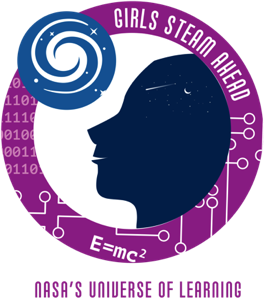 GIRLS STEAM AHEAD
E=mc²
NASA'S UNIVERSE OF LEARNING